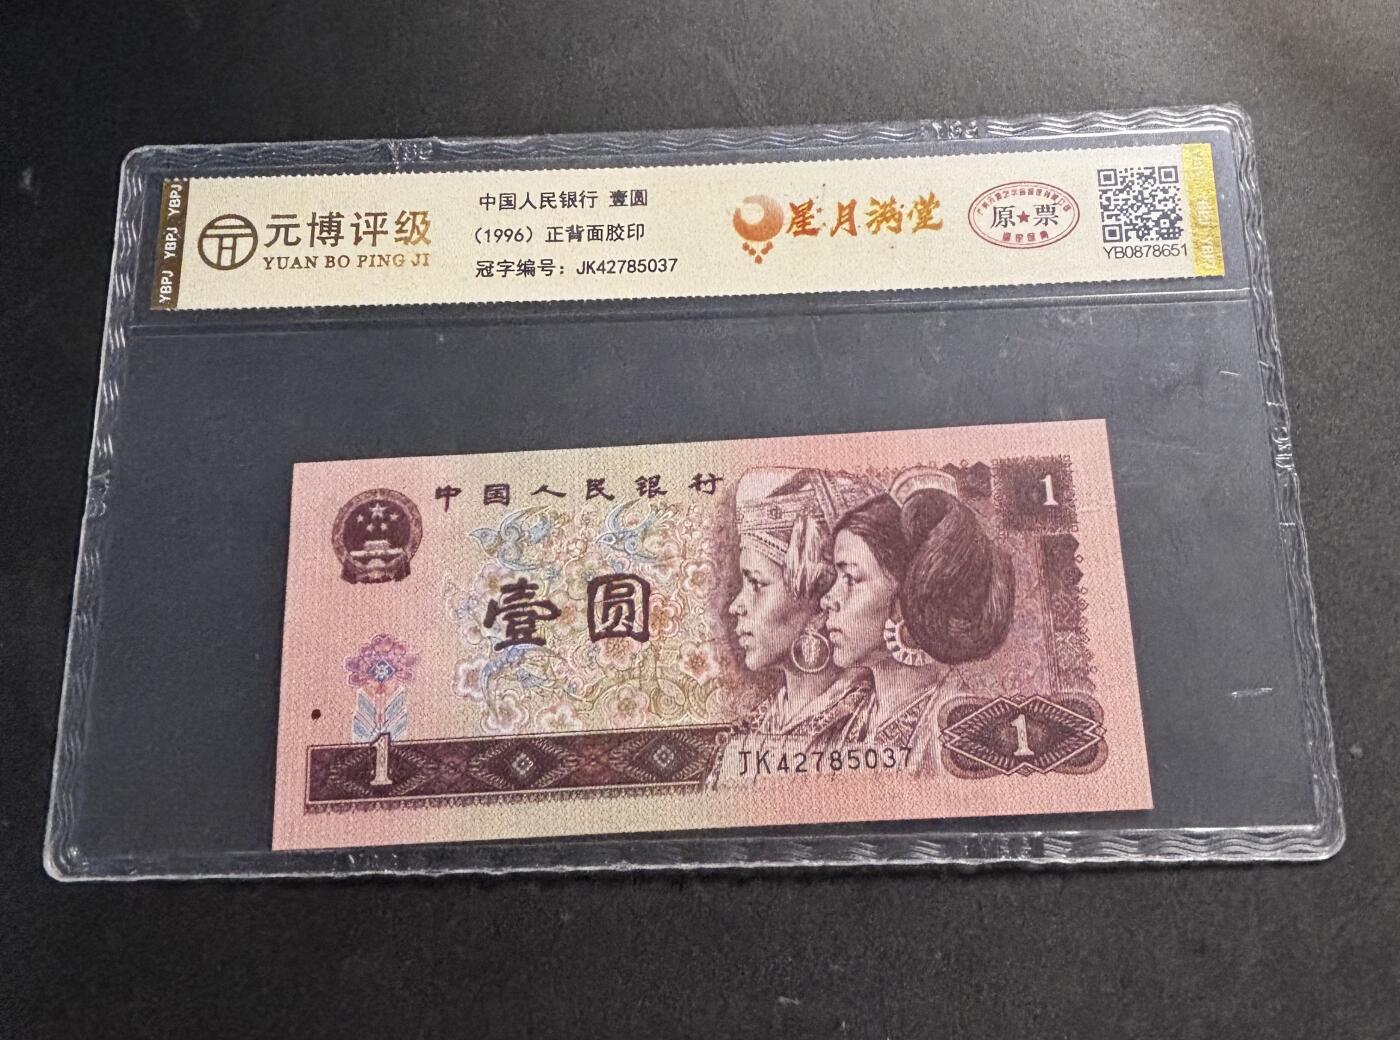 YBPJ YBPJ YBPJ
元博评级
YUAN BO PING JI
中国人民银行 壹圆
（1996）正背面胶印
冠字编号：JK42785037
星月满堂
原★票
YB0878651
中国人民银行
1
壹圆
1
JK42785037
1